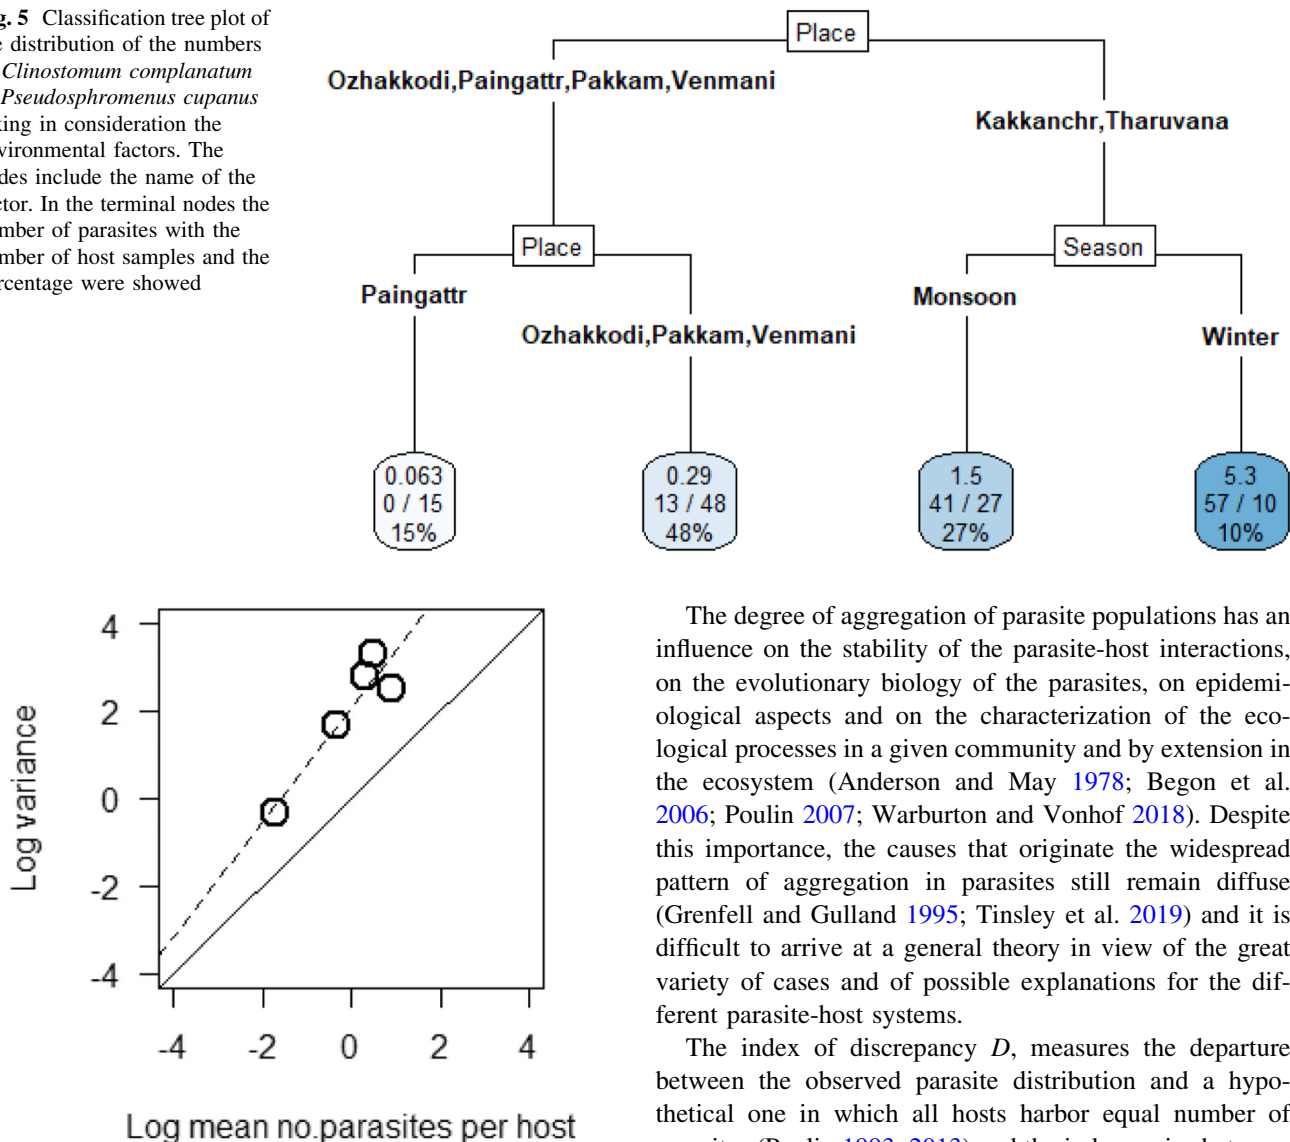 g. 5 Classification tree plot of
e distribution of the numbers
Clinostomum complanatum
Pseudosphromenus cupanus
king in consideration the
vironmental factors. The
des include the name of the
ctor. In the terminal nodes the
mber of parasites with the
mber of host samples and the
rcentage were showed
Place
Ozhakkodi,Paingattr,Pakkam,Venmani
Kakkanchr,Tharuvana
Place
Season
Paingattr
Monsoon
Ozhakkodi,Pakkam,Venmani
Winter
0.063
0 / 15
15%
0.29
13 / 48
48%
1.5
41 / 27
27%
5.3
57 / 10
10%
4
2
0
-2
-4
Log variance
-4 -2 0 2 4
Log mean no.parasites per host
The degree of aggregation of parasite populations has an
influence on the stability of the parasite-host interactions,
on the evolutionary biology of the parasites, on epidemi-
ological aspects and on the characterization of the eco-
logical processes in a given community and by extension in
the ecosystem (Anderson and May 1978; Begon et al.
2006; Poulin 2007; Warburton and Vonhof 2018). Despite
this importance, the causes that originate the widespread
pattern of aggregation in parasites still remain diffuse
(Grenfell and Gulland 1995; Tinsley et al. 2019) and it is
difficult to arrive at a general theory in view of the great
variety of cases and of possible explanations for the dif-
ferent parasite-host systems.
The index of discrepancy D, measures the departure
between the observed parasite distribution and a hypo-
thetical one in which all hosts harbor equal number of